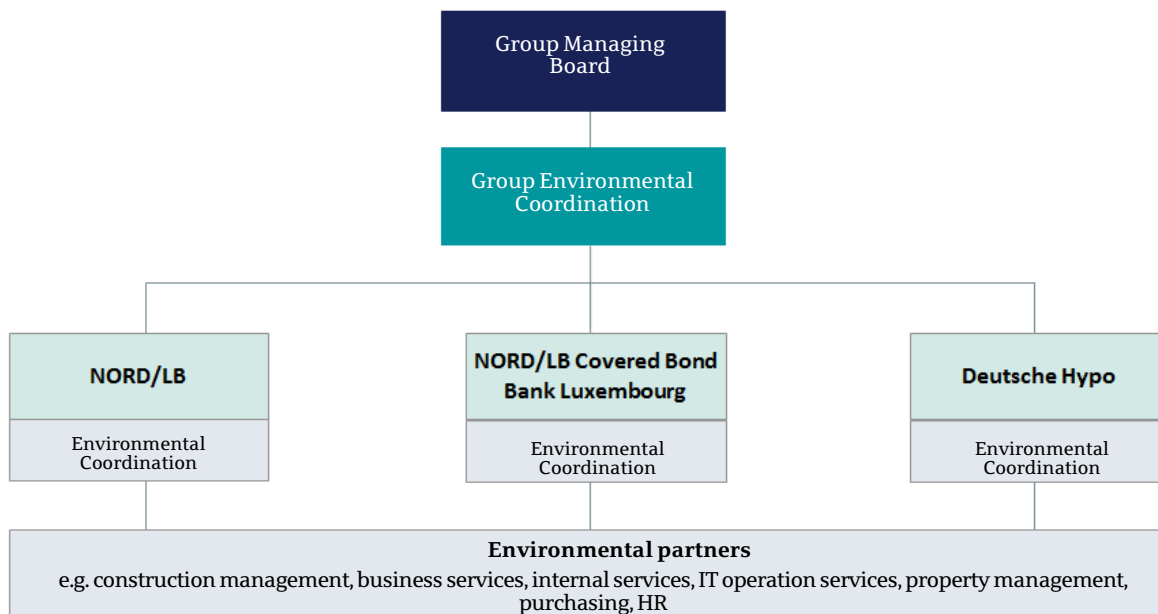 Group Managing
Board
Group Environmental
Coordination
NORD/LB
NORD/LB Covered Bond
Bank Luxembourg
Deutsche Hypo
Environmental
Coordination
Environmental
Coordination
Environmental
Coordination
Environmental partners
e.g. construction management, business services, internal services, IT operation services, property management,
purchasing, HR